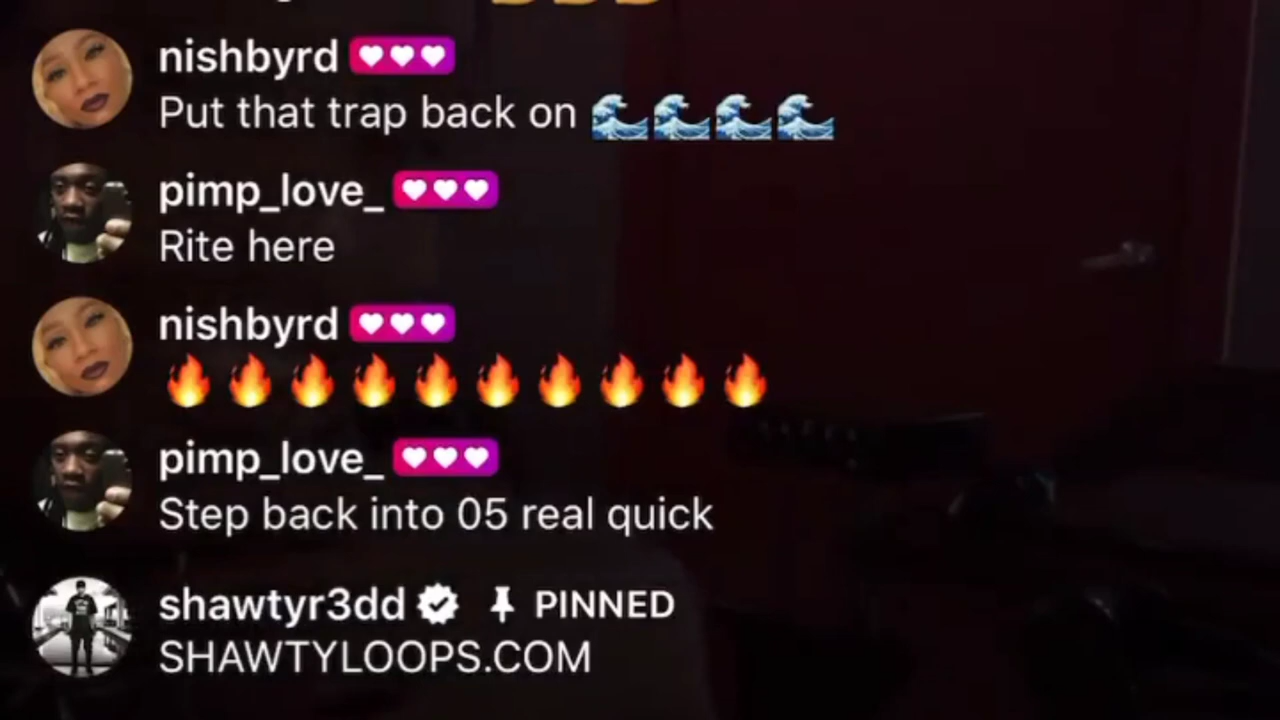 nishbyrd
Put that trap back on 🌊🌊🌊🌊
pimp_love_
Rite here
nishbyrd
🔥🔥🔥🔥🔥🔥🔥🔥🔥🔥
pimp_love_
Step back into 05 real quick
shawtyr3dd PINNED
SHAWTYLOOPS.COM